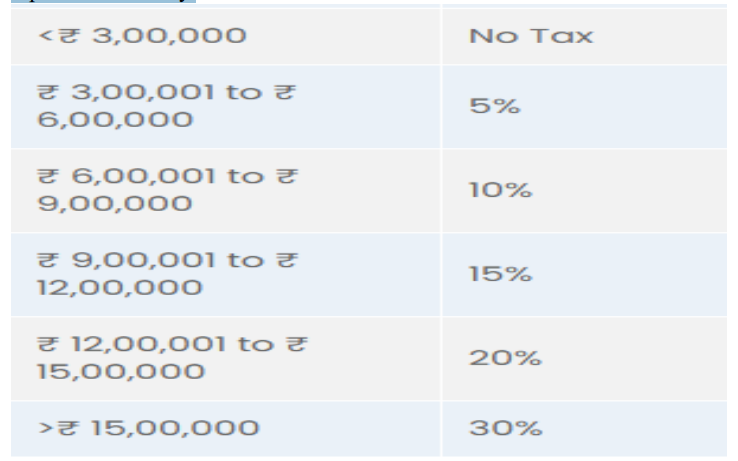 <₹ 3,00,000
No Tax
₹ 3,00,001 to ₹
6,00,000
5%
₹ 6,00,001 to ₹
9,00,000
10%
₹ 9,00,001 to ₹
12,00,000
15%
₹ 12,00,001 to ₹
15,00,000
20%
>₹ 15,00,000
30%